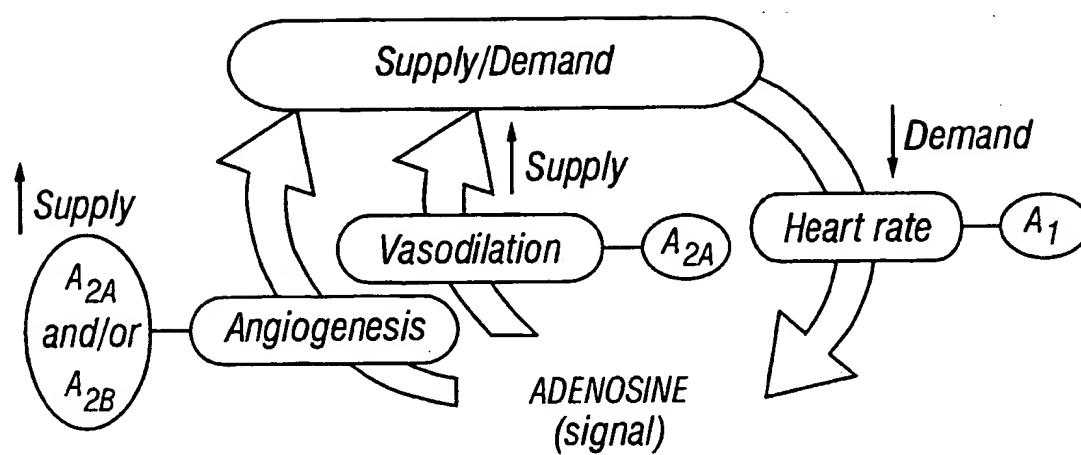 Supply/Demand
↓ Demand
↑ Supply
↑ Supply
Heart rate
A₁
Vasodilation
A₂A
A₂A
and/or
A₂B
Angiogenesis
ADENOSINE
(signal)